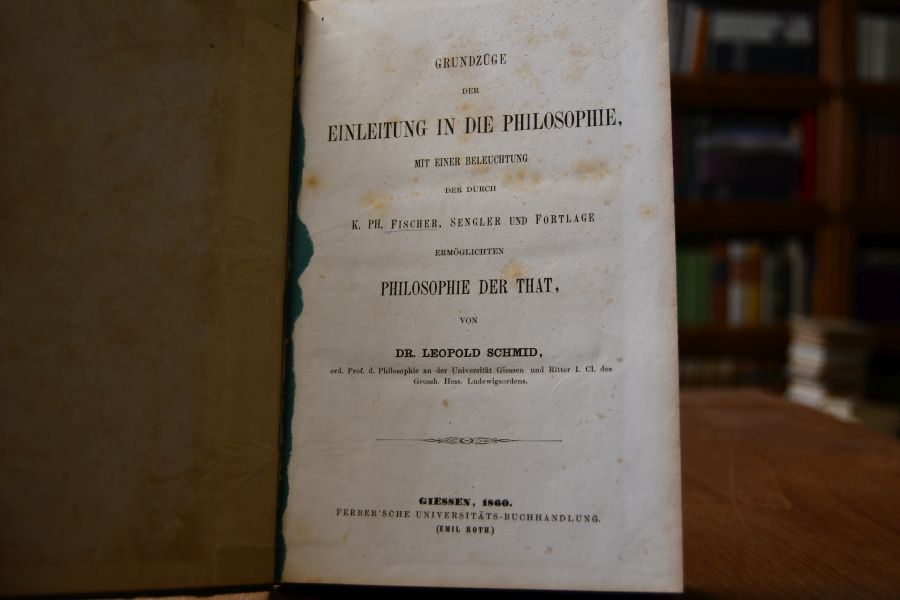 GRUNDZÜGE
DER
EINLEITUNG IN DIE PHILOSOPHIE,
MIT EINER BELEUCHTUNG
DER DURCH
K. PH. FISCHER, SENGLER UND FORTLAGE
ERMÖGLICHTEN
PHILOSOPHIE DER THAT,
VON
DR. LEOPOLD SCHMID,
ord. Prof. d. Philosophie an der Universität Giessen und Ritter I. Cl. des
Grossh. Hess. Ludewigsordens.
GIESSEN, 1860.
FERBER'SCHE UNIVERSITÄTS-BUCHHANDLUNG.
(EMIL ROTH.)